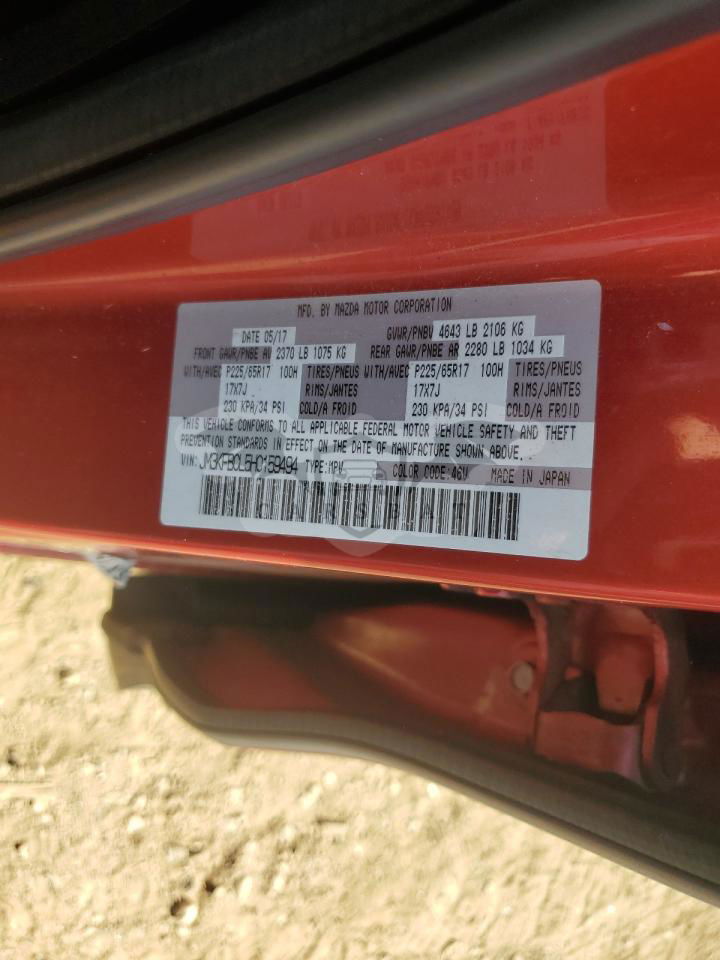 MFD. BY MAZDA MOTOR CORPORATION
DATE 05/17 GVWR/PNBV 4643 LB 2106 KG
FRONT GAWR/PNBE AV 2370 LB 1075 KG REAR GAWR/PNBE AR 2280 LB 1034 KG
WITH/AVEC P225/65R17 100H TIRES/PNEUS WITH/AVEC P225/65R17 100H TIRES/PNEUS
17X7J RIMS/JANTES 17X7J RIMS/JANTES
230 KPA/34 PSI COLD/A FROID 230 KPA/34 PSI COLD/A FROID
THIS VEHICLE CONFORMS TO ALL APPLICABLE FEDERAL MOTOR VEHICLE SAFETY AND THEFT
PREVENTION STANDARDS IN EFFECT ON THE DATE OF MANUFACTURE SHOWN ABOVE.
VIN: JM3KFBCL5H0159494 TYPE:MPV COLOR CODE:46V MADE IN JAPAN